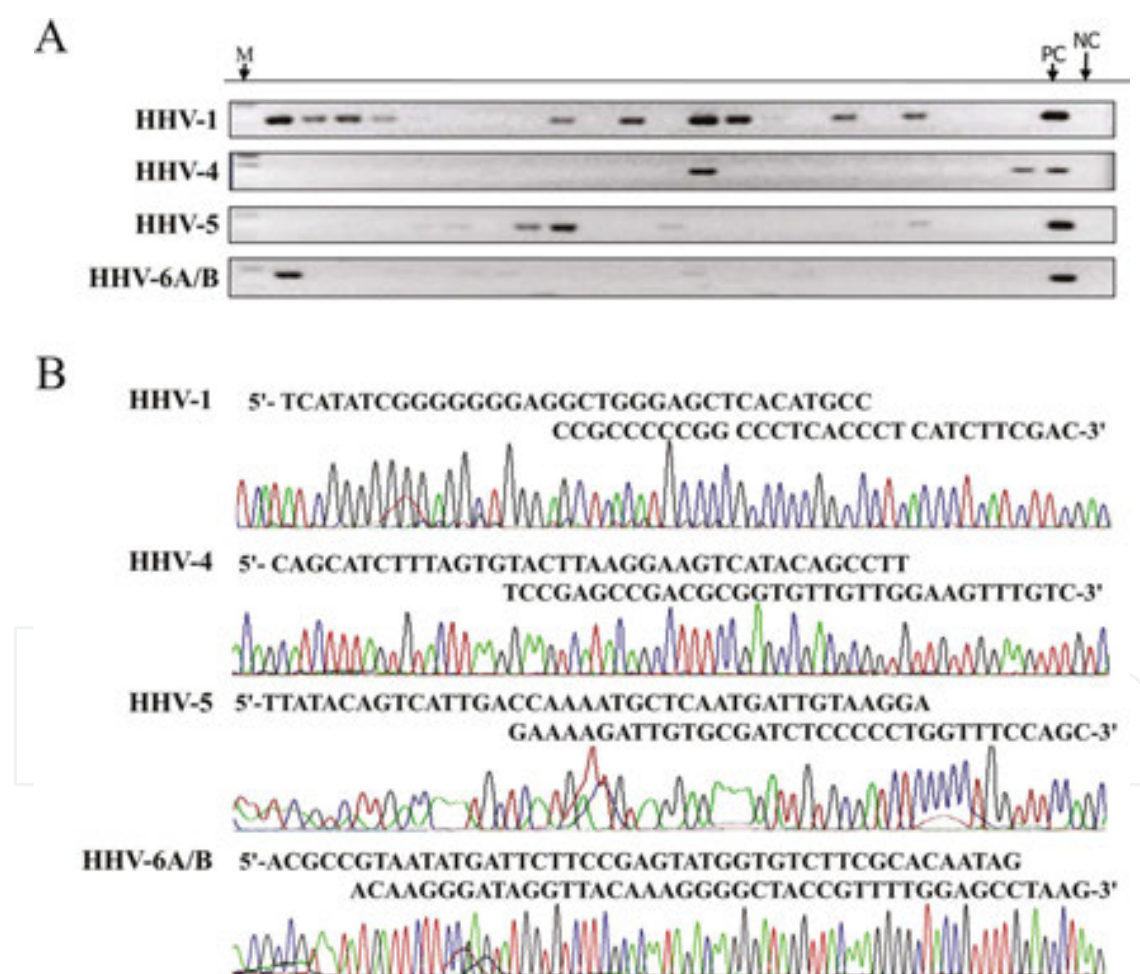 A
M
PC
NC
HHV-1
HHV-4
HHV-5
HHV-6A/B
B
HHV-1 5'- TCATATCGGGGGGGAGGCTGGGAGCTCACATGCC
CCGCCCCCGG CCCTCACCCT CATCTTCGAC-3'
HHV-4 5'- CAGCATCTTTAGTGTACTTAAGGAAGTCATACAGCCTT
TCCGAGCCGACGCGGTGTTGTTGGAAGTTTGTC-3'
HHV-5 5'-TTATACAGTCATTGACCAAAATGCTCAATGATTGTAAGGA
GAAAAGATTGTGCGATCTCCCCCTGGTTTCCAGC-3'
HHV-6A/B 5'-ACGCCGTAATATGATTCTTCCGAGTATGGTGTCTTCGCACAATAG
ACAAGGGATAGGTTACAAAGGGGCTACCGTTTTGGAGCCTAAG-3'